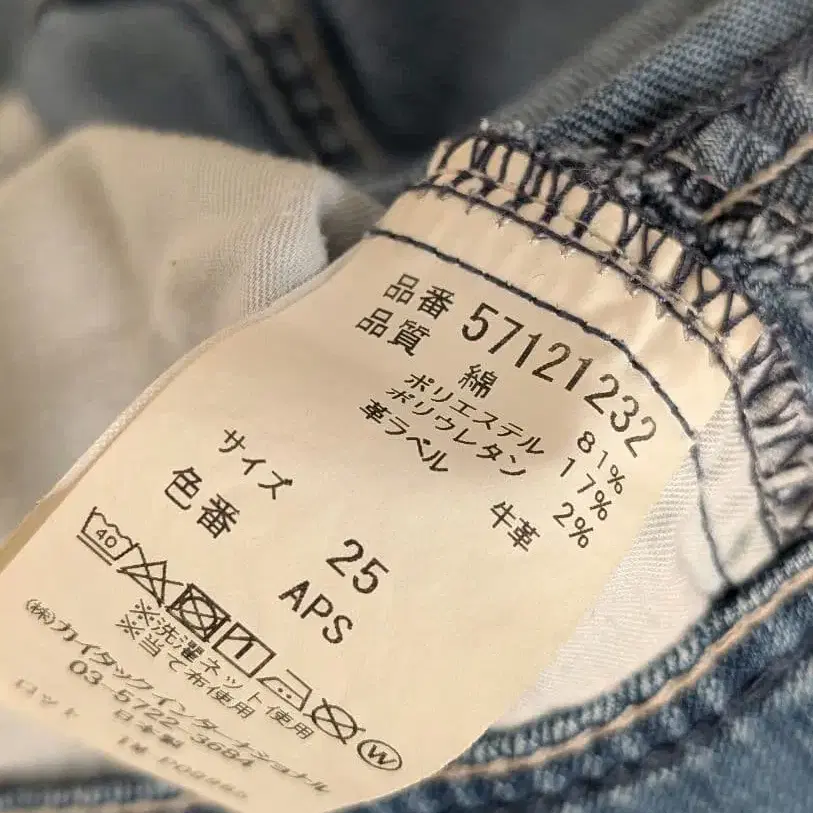 品番 57121232
品質 綿 81%
ポリエステル 17%
ポリウレタン 2%
革ラベル 牛革
サイズ 25
色番 APS
40
※洗濯ネット使用
※当て布使用
W
(株)カイタックインターナショナル
03-5722-3684
日本製
ロット